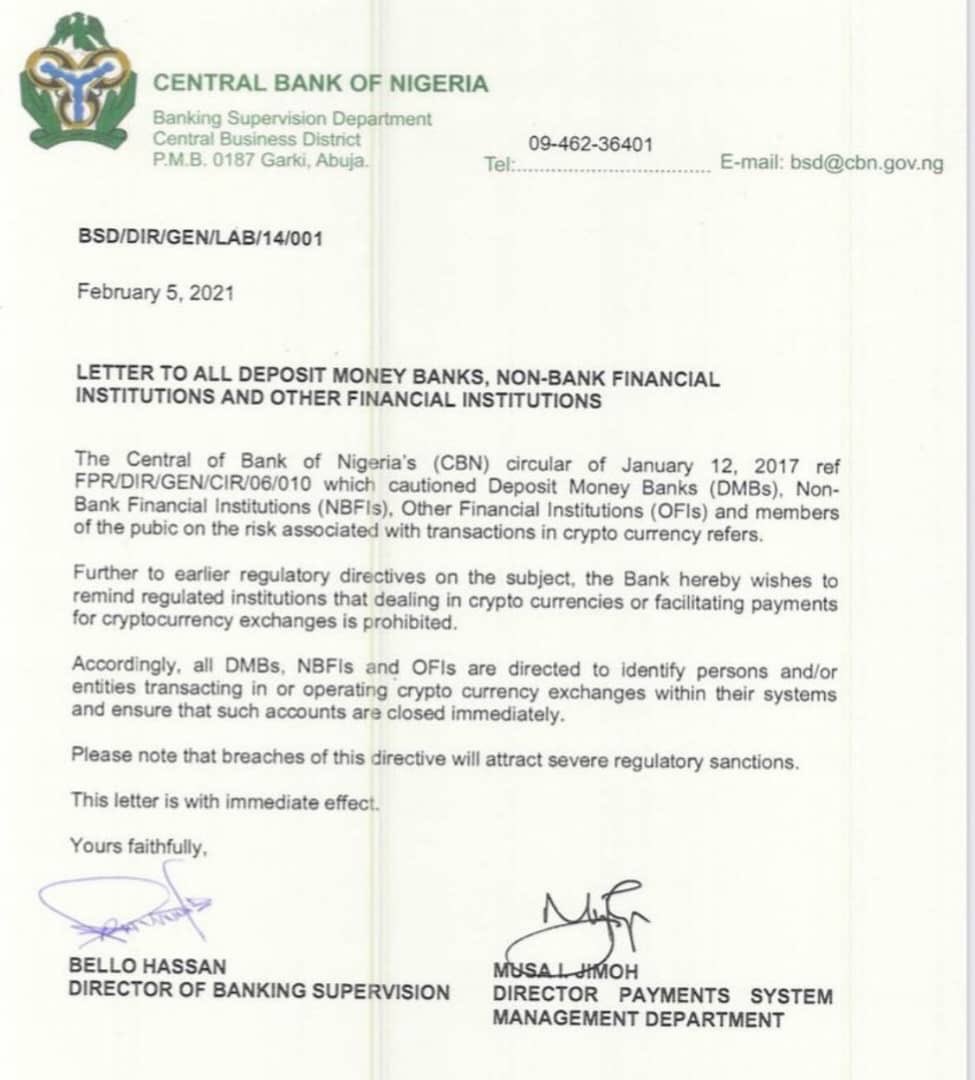 CENTRAL BANK OF NIGERIA
Banking Supervision Department
Central Business District
P.M.B. 0187 Garki, Abuja.
09-462-36401
Tel:.................................. E-mail: bsd@cbn.gov.ng
BSD/DIR/GEN/LAB/14/001
February 5, 2021
LETTER TO ALL DEPOSIT MONEY BANKS, NON-BANK FINANCIAL
INSTITUTIONS AND OTHER FINANCIAL INSTITUTIONS
The Central of Bank of Nigeria's (CBN) circular of January 12, 2017 ref
FPR/DIR/GEN/CIR/06/010 which cautioned Deposit Money Banks (DMBs), Non-
Bank Financial Institutions (NBFIs), Other Financial Institutions (OFIs) and members
of the pubic on the risk associated with transactions in crypto currency refers.
Further to earlier regulatory directives on the subject, the Bank hereby wishes to
remind regulated institutions that dealing in crypto currencies or facilitating payments
for cryptocurrency exchanges is prohibited.
Accordingly, all DMBs, NBFIs and OFIs are directed to identify persons and/or
entities transacting in or operating crypto currency exchanges within their systems
and ensure that such accounts are closed immediately.
Please note that breaches of this directive will attract severe regulatory sanctions.
This letter is with immediate effect.
Yours faithfully,
BELLO HASSAN
DIRECTOR OF BANKING SUPERVISION
MUSA I. JIMOH
DIRECTOR PAYMENTS SYSTEM
MANAGEMENT DEPARTMENT